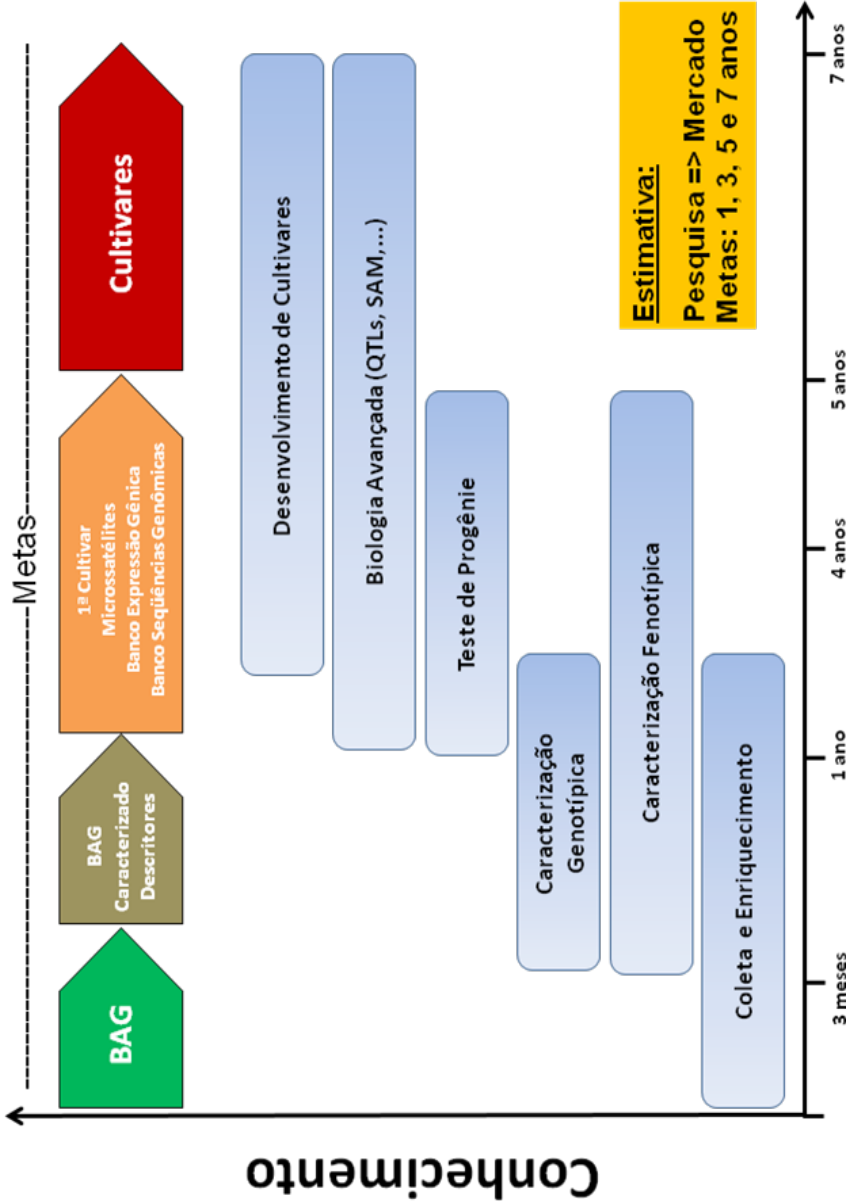 Metas
BAG
BAG
Caracterizado
Descritores
1ª Cultivar
Microssatélites
Banco Expressão Gênica
Banco Seqüências Genômicas
Cultivares
Desenvolvimento de Cultivares
Biologia Avançada (QTLs, SAM,...)
Teste de Progênie
Caracterização
Genotípica
Caracterização Fenotípica
Coleta e Enriquecimento
Estimativa:
Pesquisa => Mercado
Metas: 1, 3, 5 e 7 anos
3 meses
1 ano
4 anos
5 anos
7 anos
Conhecimento